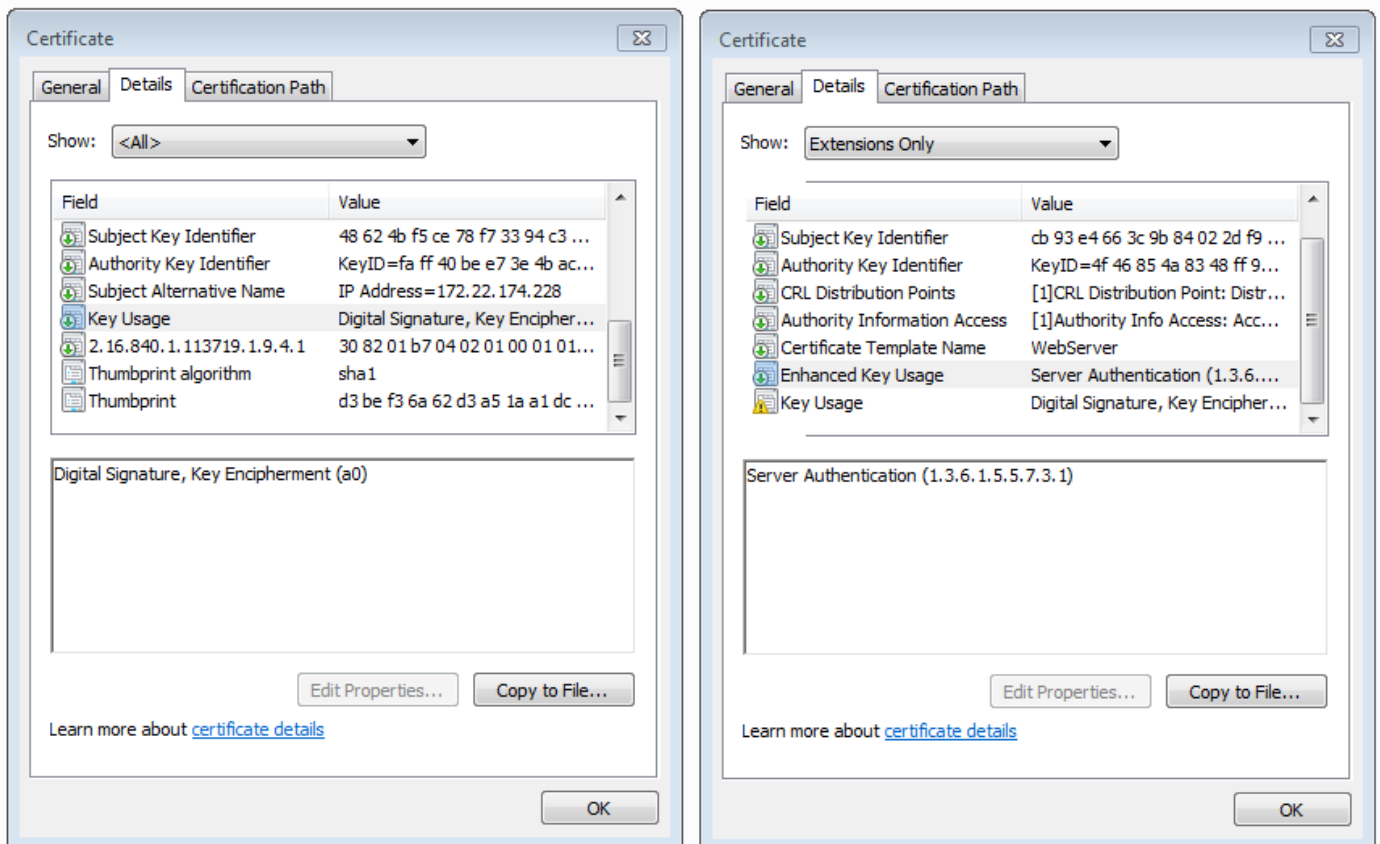 Certificate
General Details Certification Path
Show: <All>
Field Value
Subject Key Identifier 48 62 4b f5 ce 78 f7 33 94 c3 ...
Authority Key Identifier KeyID=fa ff 40 be e7 3e 4b ac...
Subject Alternative Name IP Address=172.22.174.228
Key Usage Digital Signature, Key Encipher...
2.16.840.1.113719.1.9.4.1 30 82 01 b7 04 02 01 00 01 01...
Thumbprint algorithm sha1
Thumbprint d3 be f3 6a 62 d3 a5 1a a1 dc ...
Digital Signature, Key Encipherment (a0)
Edit Properties... Copy to File...
Learn more about certificate details
OK
Certificate
General Details Certification Path
Show: Extensions Only
Field Value
Subject Key Identifier cb 93 e4 66 3c 9b 84 02 2d f9 ...
Authority Key Identifier KeyID=4f 46 85 4a 83 48 ff 9...
CRL Distribution Points [1]CRL Distribution Point: Distr...
Authority Information Access [1]Authority Info Access: Acc...
Certificate Template Name WebServer
Enhanced Key Usage Server Authentication (1.3.6....
Key Usage Digital Signature, Key Encipher...
Server Authentication (1.3.6.1.5.5.7.3.1)
Edit Properties... Copy to File...
Learn more about certificate details
OK